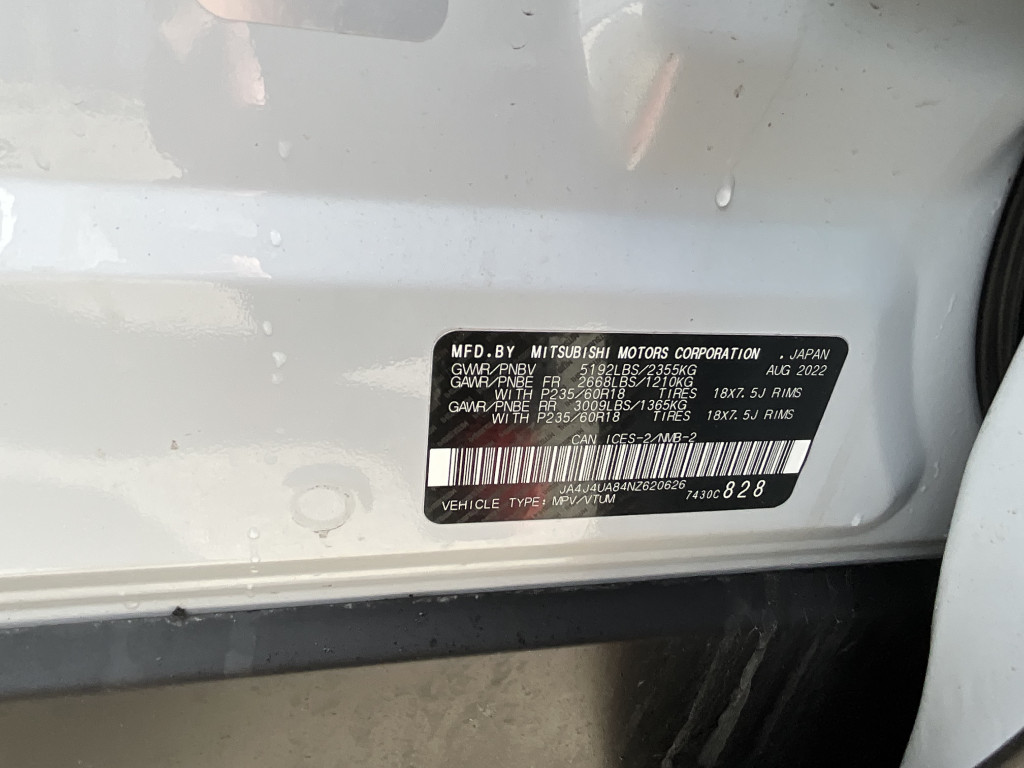 MFD.BY MITSUBISHI MOTORS CORPORATION . JAPAN
GVWR/PNBV 5192LBS/2355KG AUG 2022
GAWR/PNBE FR 2668LBS/1210KG
WITH P235/60R18 TIRES 18X7.5J RIMS
GAWR/PNBE RR 3009LBS/1365KG
WITH P235/60R18 TIRES 18X7.5J RIMS
CAN ICES-2/NMB-2
JA4J4UA84NZ620626
VEHICLE TYPE: MPV/VTUM 7430C828